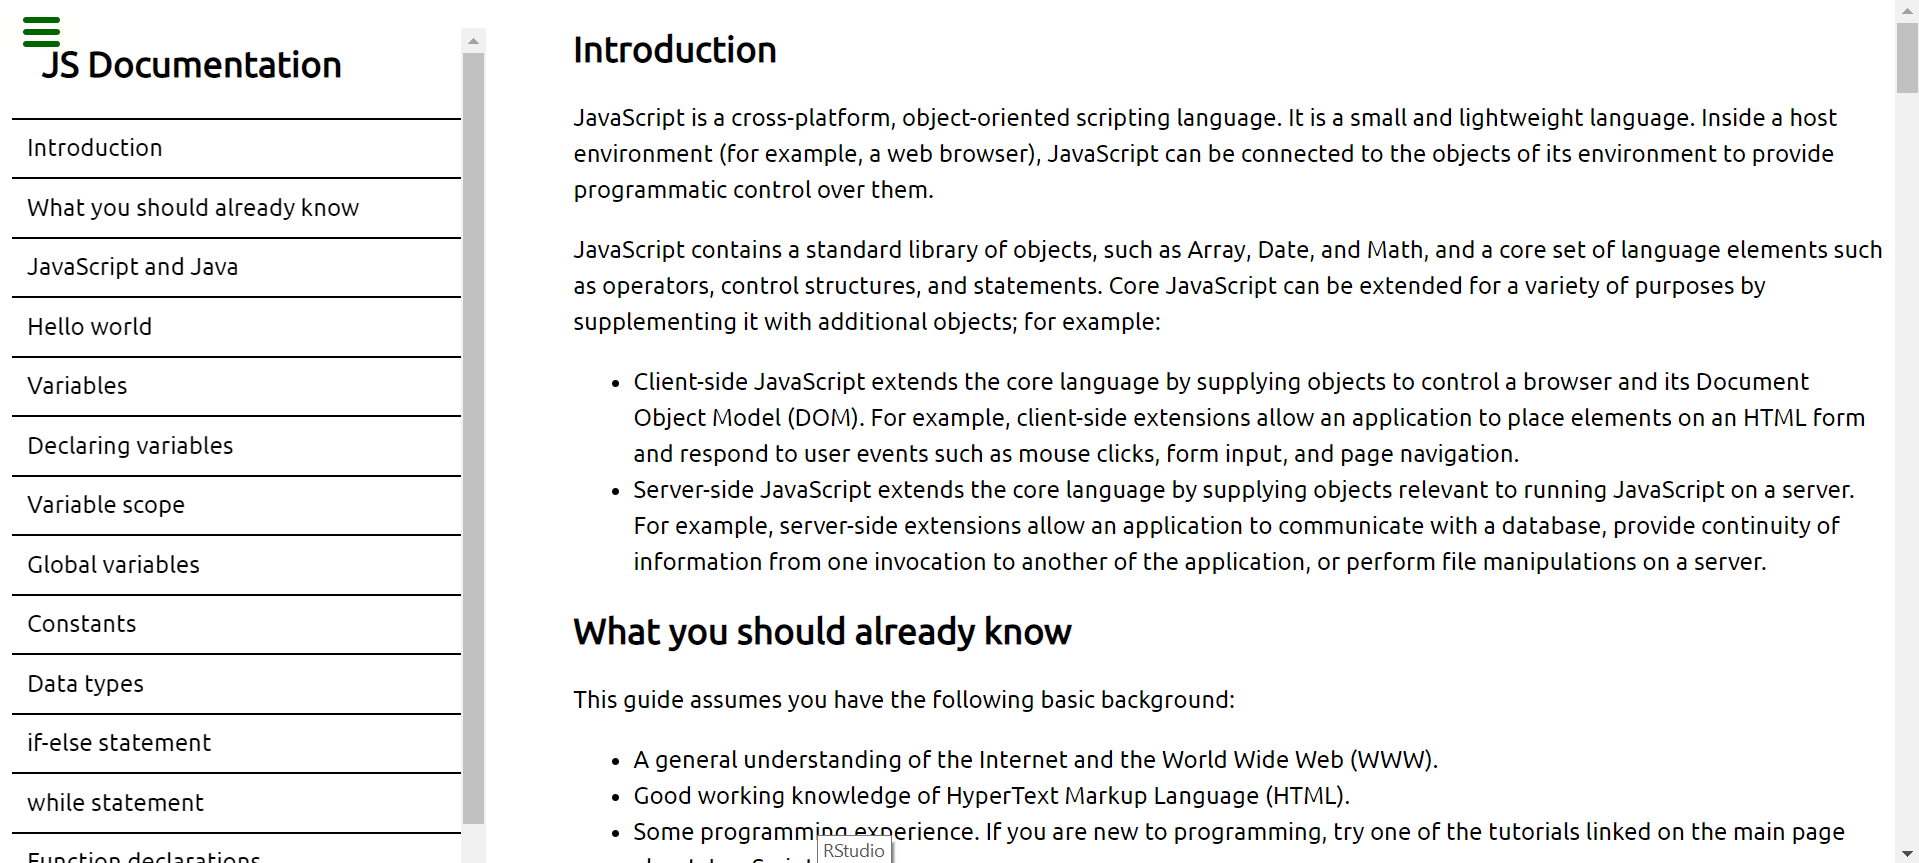 JS Documentation
Introduction
What you should already know
JavaScript and Java
Hello world
Variables
Declaring variables
Variable scope
Global variables
Constants
Data types
if-else statement
while statement
Function declarations
Introduction
JavaScript is a cross-platform, object-oriented scripting language. It is a small and lightweight language. Inside a host
environment (for example, a web browser), JavaScript can be connected to the objects of its environment to provide
programmatic control over them.
JavaScript contains a standard library of objects, such as Array, Date, and Math, and a core set of language elements such
as operators, control structures, and statements. Core JavaScript can be extended for a variety of purposes by
supplementing it with additional objects; for example:
• Client-side JavaScript extends the core language by supplying objects to control a browser and its Document
Object Model (DOM). For example, client-side extensions allow an application to place elements on an HTML form
and respond to user events such as mouse clicks, form input, and page navigation.
• Server-side JavaScript extends the core language by supplying objects relevant to running JavaScript on a server.
For example, server-side extensions allow an application to communicate with a database, provide continuity of
information from one invocation to another of the application, or perform file manipulations on a server.
What you should already know
This guide assumes you have the following basic background:
• A general understanding of the Internet and the World Wide Web (WWW).
• Good working knowledge of HyperText Markup Language (HTML).
• Some programming experience. If you are new to programming, try one of the tutorials linked on the main page
RStudio